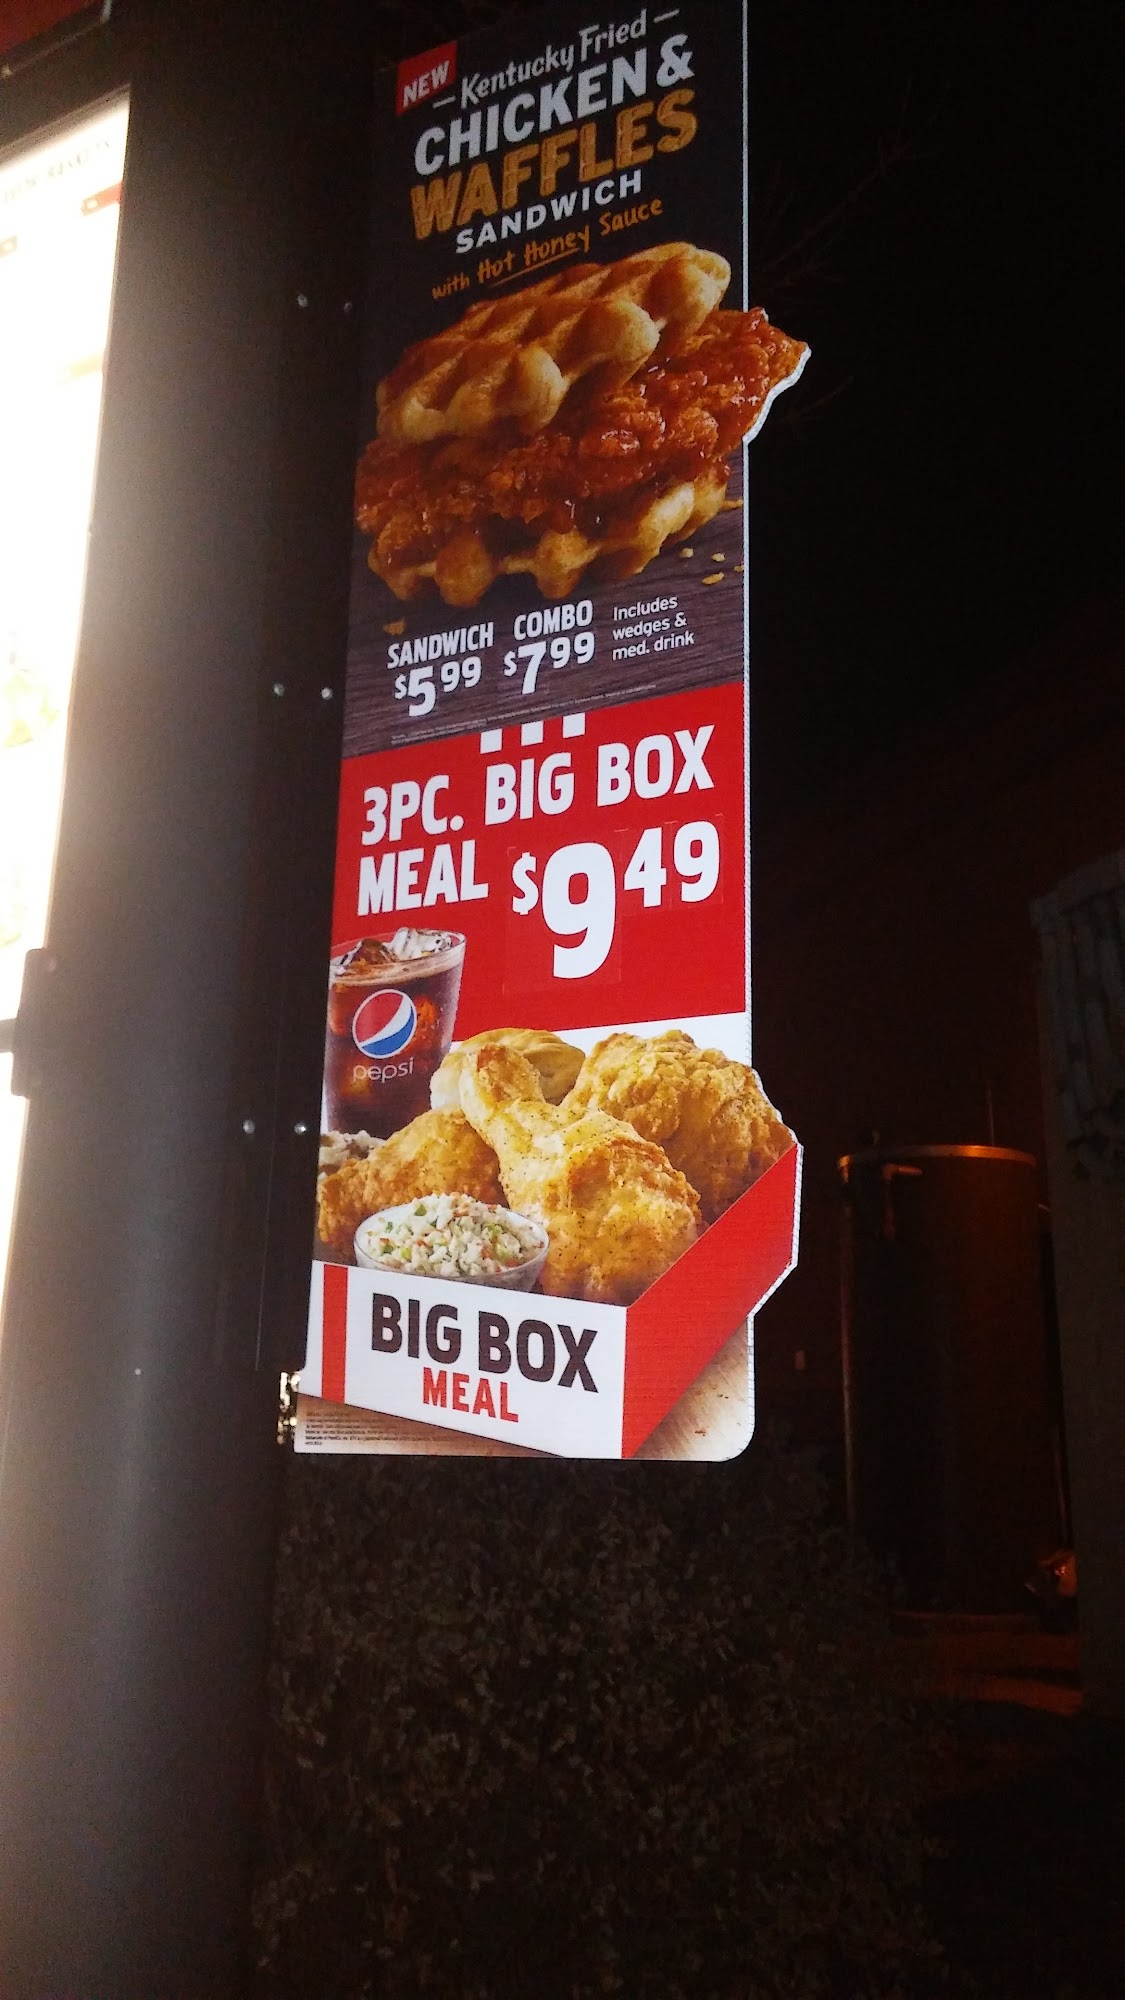 NEW
Kentucky Fried
CHICKEN &
WAFFLES
SANDWICH
with Hot Honey Sauce
SANDWICH COMBO
$5 99 $7 99
Includes
wedges &
med. drink
3PC. BIG BOX
MEAL $9 49
pepsi
BIG BOX
MEAL